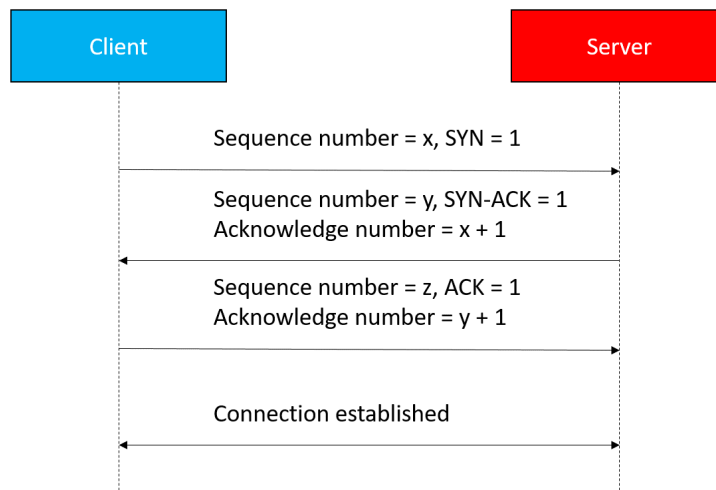 Client
Server
Sequence number = x, SYN = 1
Sequence number = y, SYN-ACK = 1
Acknowledge number = x + 1
Sequence number = z, ACK = 1
Acknowledge number = y + 1
Connection established